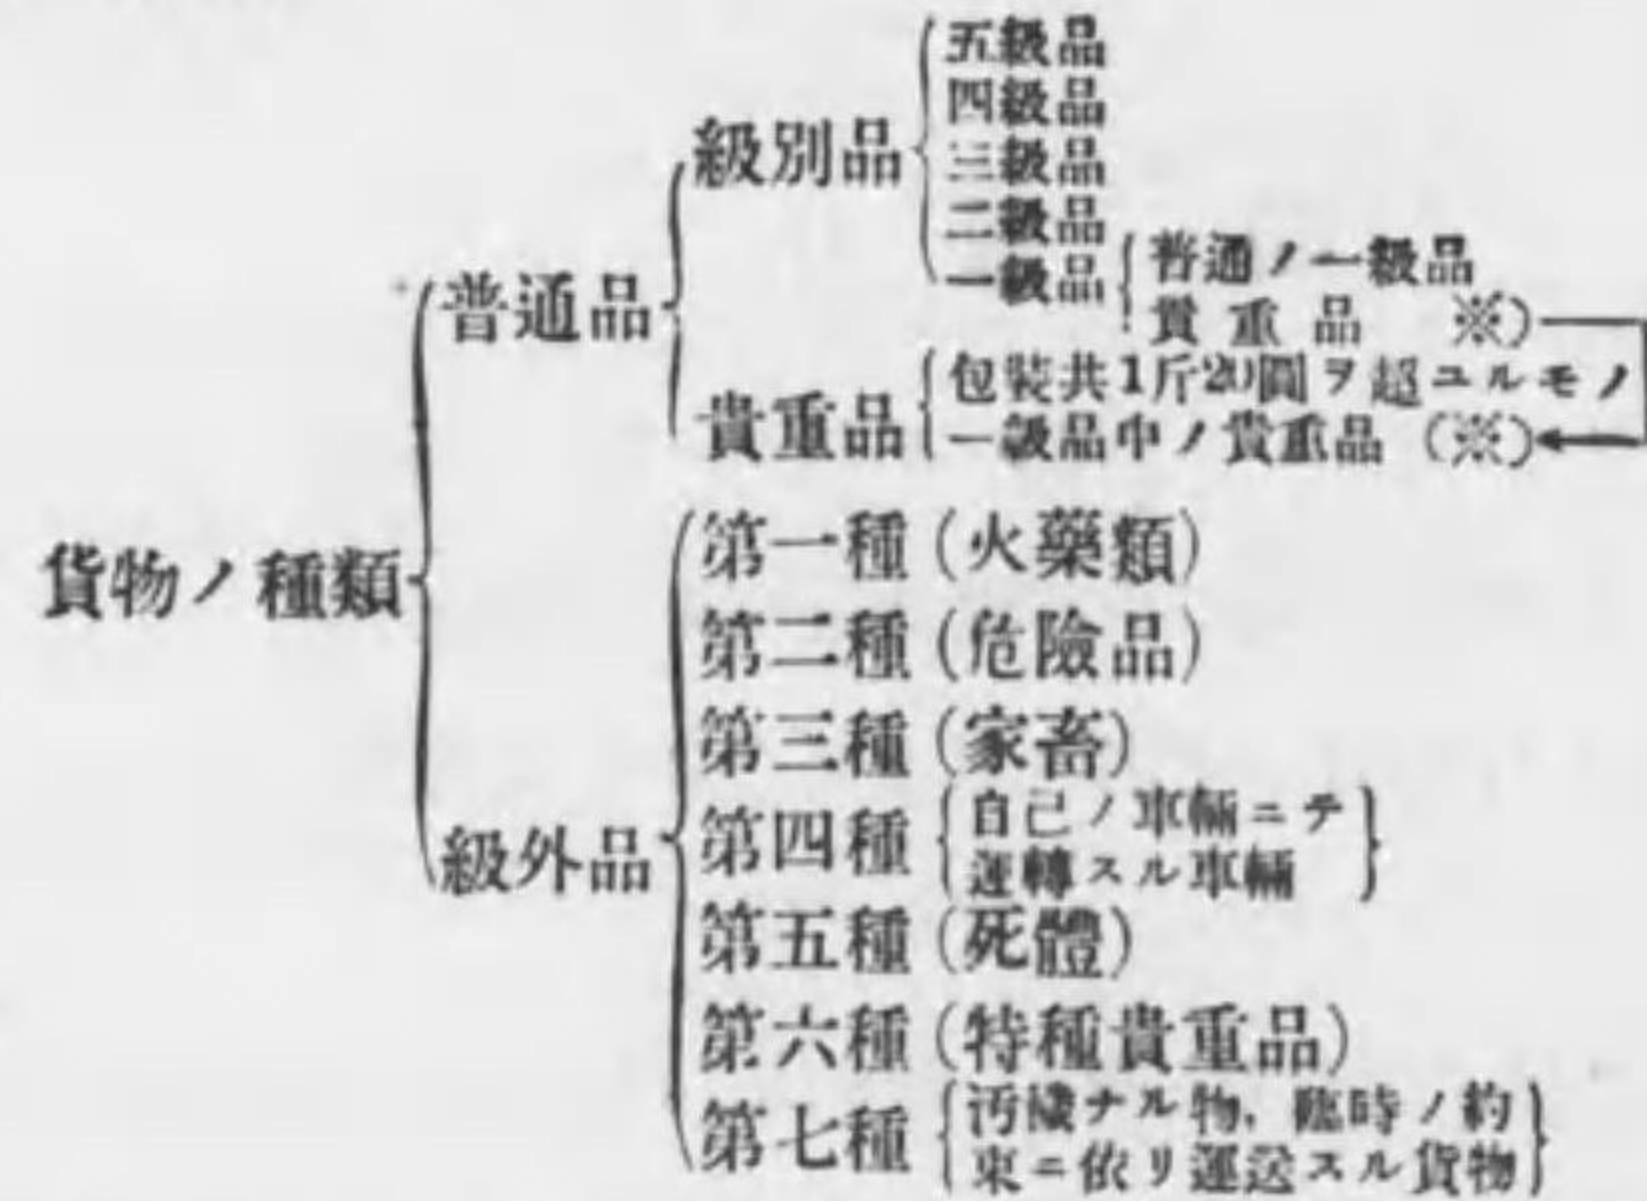 五級品
四級品
級別品
三級品
二級品
一級品
普通ノ一級品
貴重品 ※)
普通品
包裝共1斤20圓ヲ超ユルモノ
貴重品
一級品中ノ貴重品 (※)
貨物ノ種類
第一種 (火藥類)
第二種 (危險品)
第三種 (家畜)
級外品
第四種
自己ノ車輛ニテ
運轉スル車輛
第五種 (死體)
第六種 (特種貴重品)
第七種
汚穢ナル物, 臨時ノ約
束ニ依リ運送スル貨物